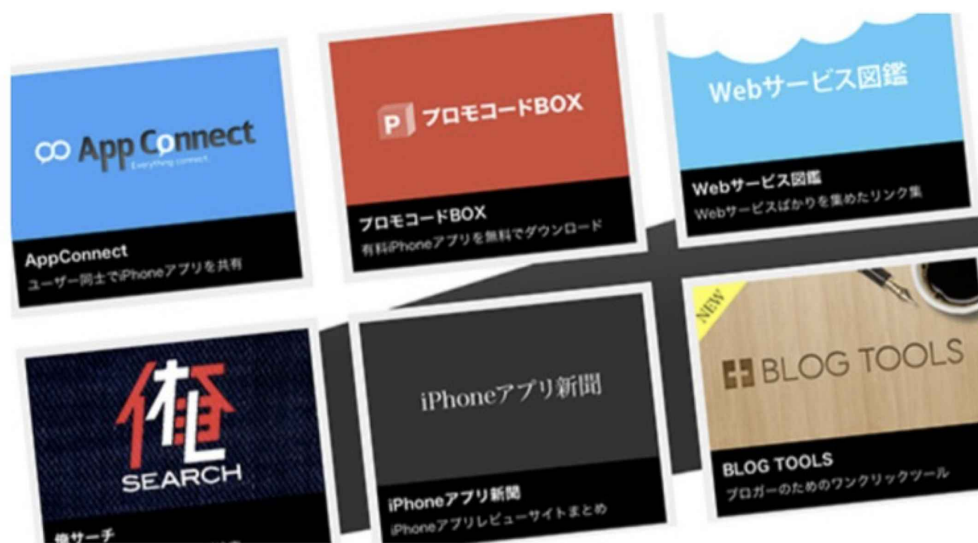 App Connect
Everything connect.
AppConnect
ユーザー同士でiPhoneアプリを共有
P プロモコードBOX
プロモコードBOX
有料iPhoneアプリを無料でダウンロード
Webサービス図鑑
Webサービス図鑑
Webサービスばかりを集めたリンク集
俺
SEARCH
俺サーチ
iPhoneアプリ新聞
iPhoneアプリ新聞
iPhoneアプリレビューサイトまとめ
NEW
BLOG TOOLS
BLOG TOOLS
ブロガーのためのワンクリックツール